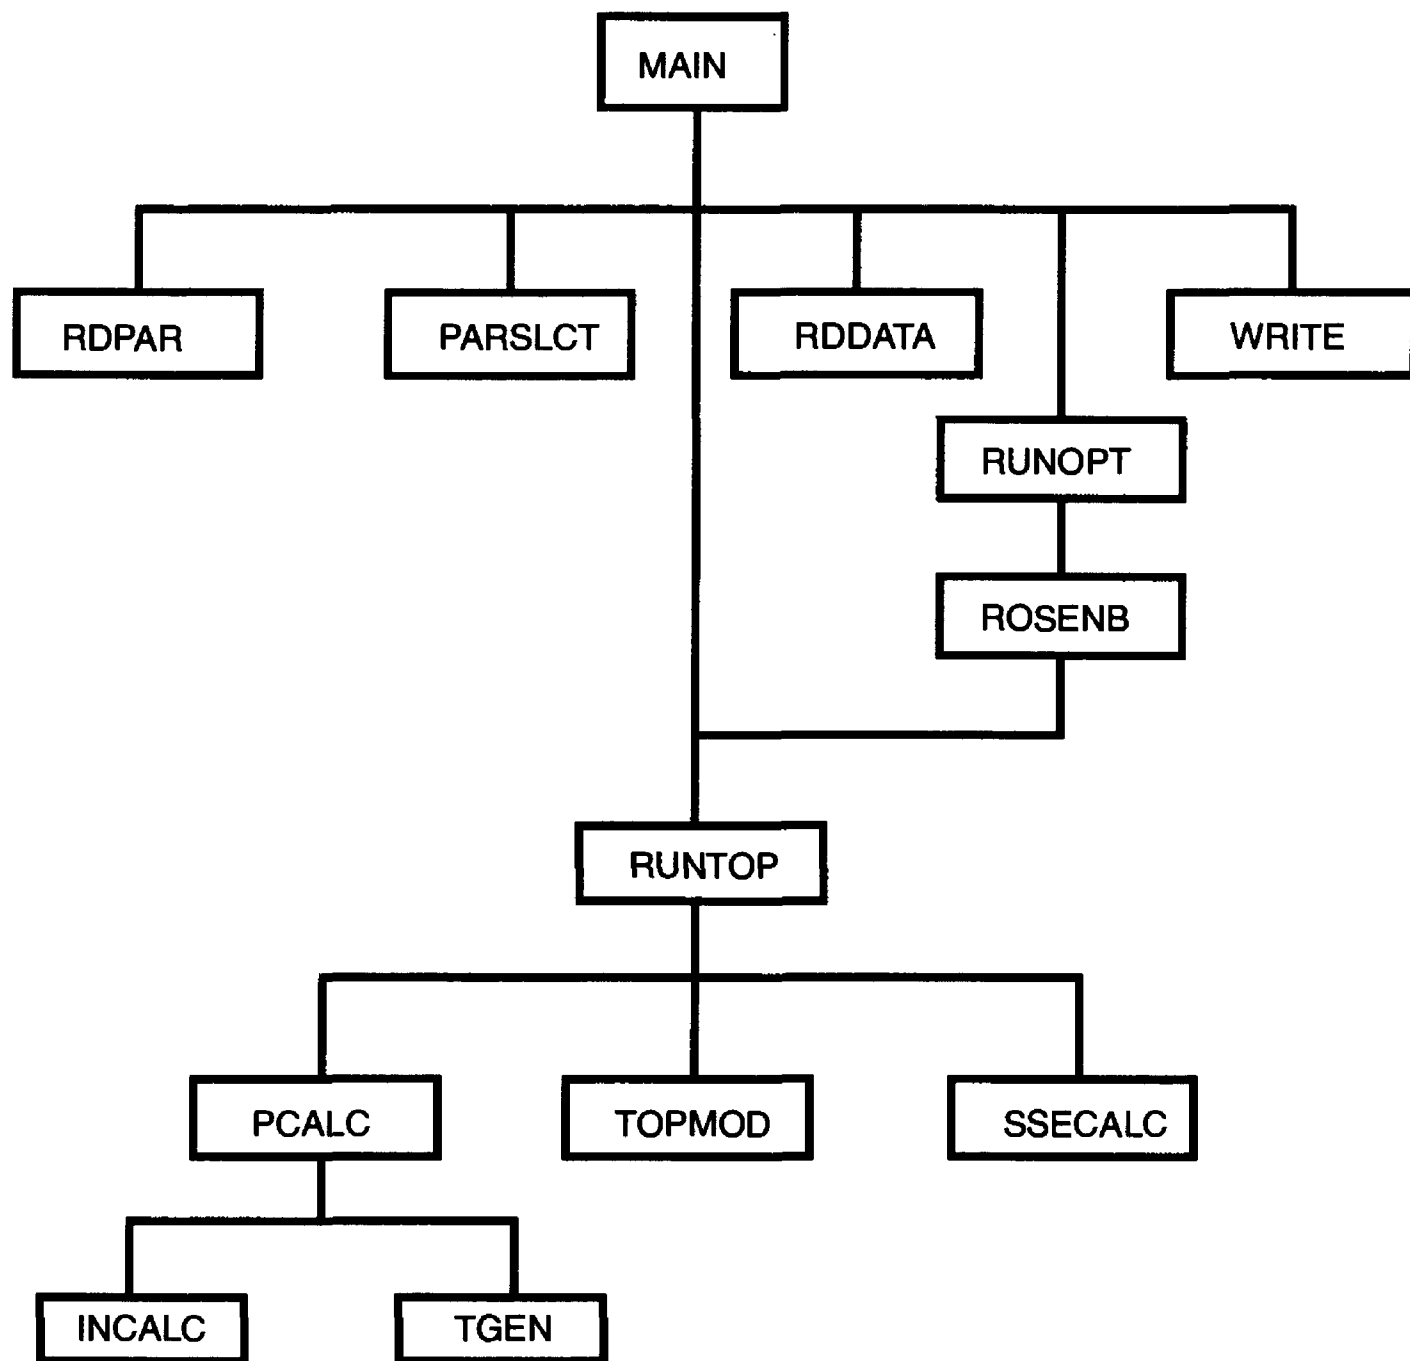 MAIN
RDPAR
PARSLCT
RDDATA
WRITE
RUNOPT
ROSENB
RUNTOP
PCALC
TOPMOD
SSECALC
INCALC
TGEN